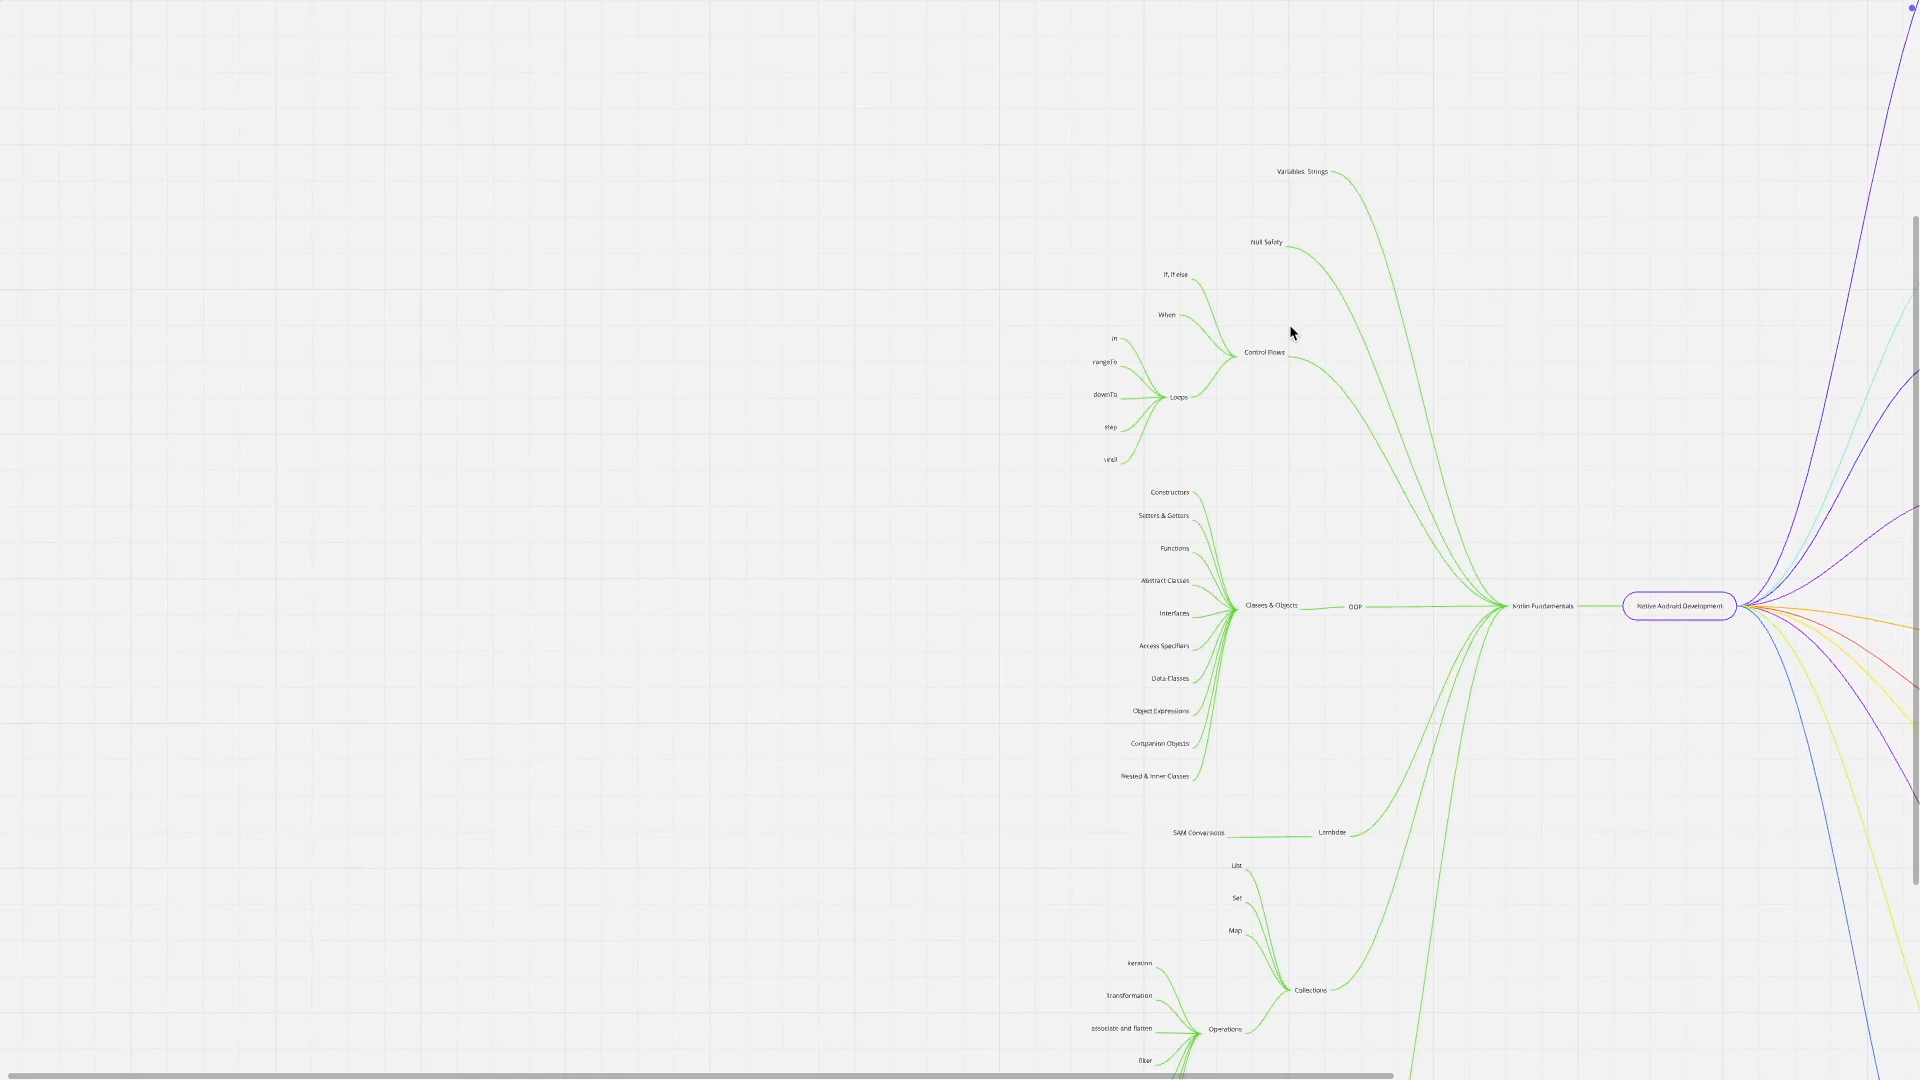 Variables, Strings
Null Safety
if, if else
When
in
rangeTo
Control Flows
downTo
Loops
step
until
Constructors
Setters & Getters
Functions
Abstract Classes
Interfaces
Classes & Objects
OOP
Kotlin Fundamentals
Native Android Development
Access Specifiers
Data Classes
Object Expressions
Companion Objects
Nested & Inner Classes
SAM Conversions
Lambdas
List
Set
Map
iteration
Transformation
Collections
associate and flatten
Operations
filter